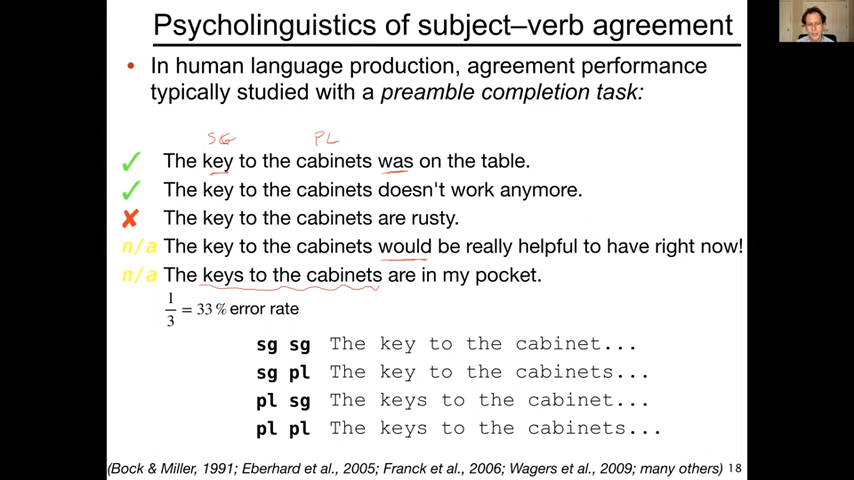 Psycholinguistics of subject–verb agreement
• In human language production, agreement performance
typically studied with a preamble completion task:
SG PL
✓ The key to the cabinets was on the table.
✓ The key to the cabinets doesn't work anymore.
✗ The key to the cabinets are rusty.
n/a The key to the cabinets would be really helpful to have right now!
n/a The keys to the cabinets are in my pocket.
1/3 = 33 % error rate
sg sg The key to the cabinet...
sg pl The key to the cabinets...
pl sg The keys to the cabinet...
pl pl The keys to the cabinets...
(Bock & Miller, 1991; Eberhard et al., 2005; Franck et al., 2006; Wagers et al., 2009; many others) 18